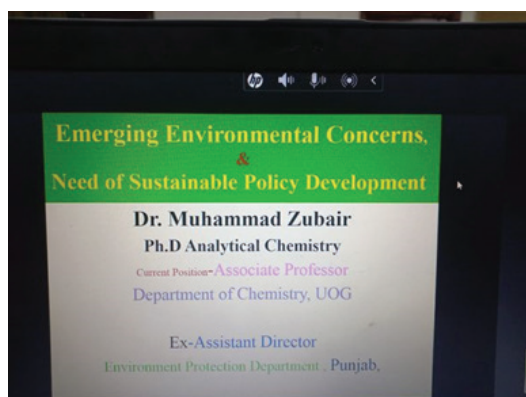 hp
Emerging Environmental Concerns,
&
Need of Sustainable Policy Development
Dr. Muhammad Zubair
Ph.D Analytical Chemistry
Current Position-Associate Professor
Department of Chemistry, UOG
Ex-Assistant Director
Environment Protection Department , Punjab,